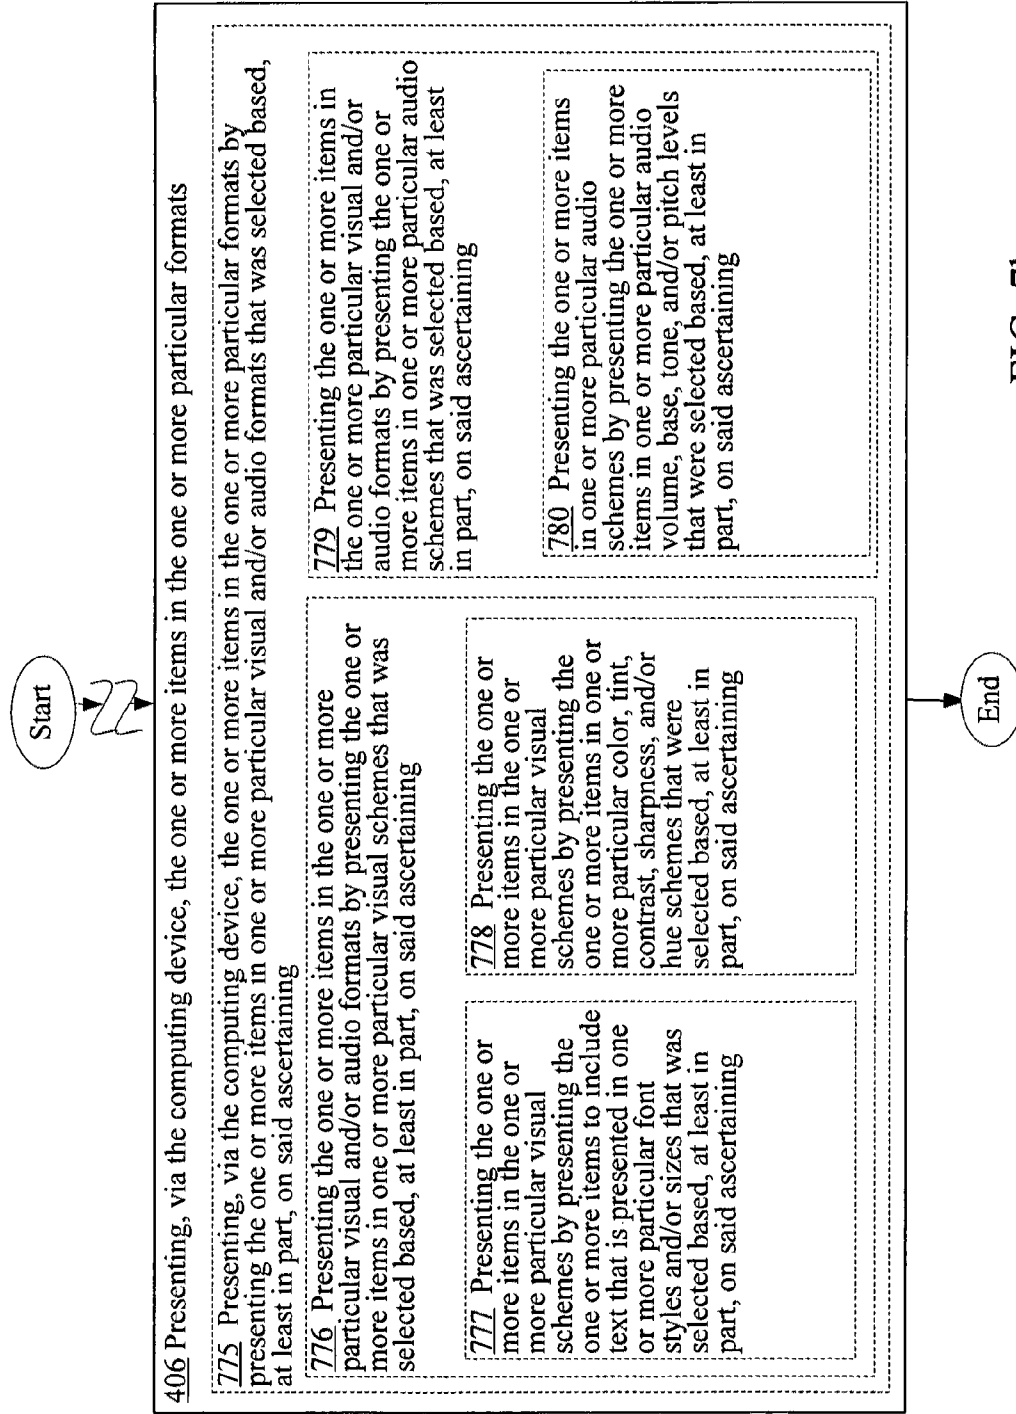 Start
406 Presenting, via the computing device, the one or more items in the one or more particular formats
775 Presenting, via the computing device, the one or more items in the one or more particular formats by
presenting the one or more items in one or more particular visual and/or audio formats that was selected based,
at least in part, on said ascertaining
776 Presenting the one or more items in the one or more
particular visual and/or audio formats by presenting the one or
more items in one or more particular visual schemes that was
selected based, at least in part, on said ascertaining
777 Presenting the one or
more items in the one or
more particular visual
schemes by presenting the
one or more items to include
text that is presented in one
or more particular font
styles and/or sizes that was
selected based, at least in
part, on said ascertaining
778 Presenting the one or
more items in the one or
more particular visual
schemes by presenting the
one or more items in one or
more particular color, tint,
contrast, sharpness, and/or
hue schemes that were
selected based, at least in
part, on said ascertaining
779 Presenting the one or more items in
the one or more particular visual and/or
audio formats by presenting the one or
more items in one or more particular audio
schemes that was selected based, at least
in part, on said ascertaining
780 Presenting the one or more items
in one or more particular audio
schemes by presenting the one or more
items in one or more particular audio
volume, base, tone, and/or pitch levels
that were selected based, at least in
part, on said ascertaining
End